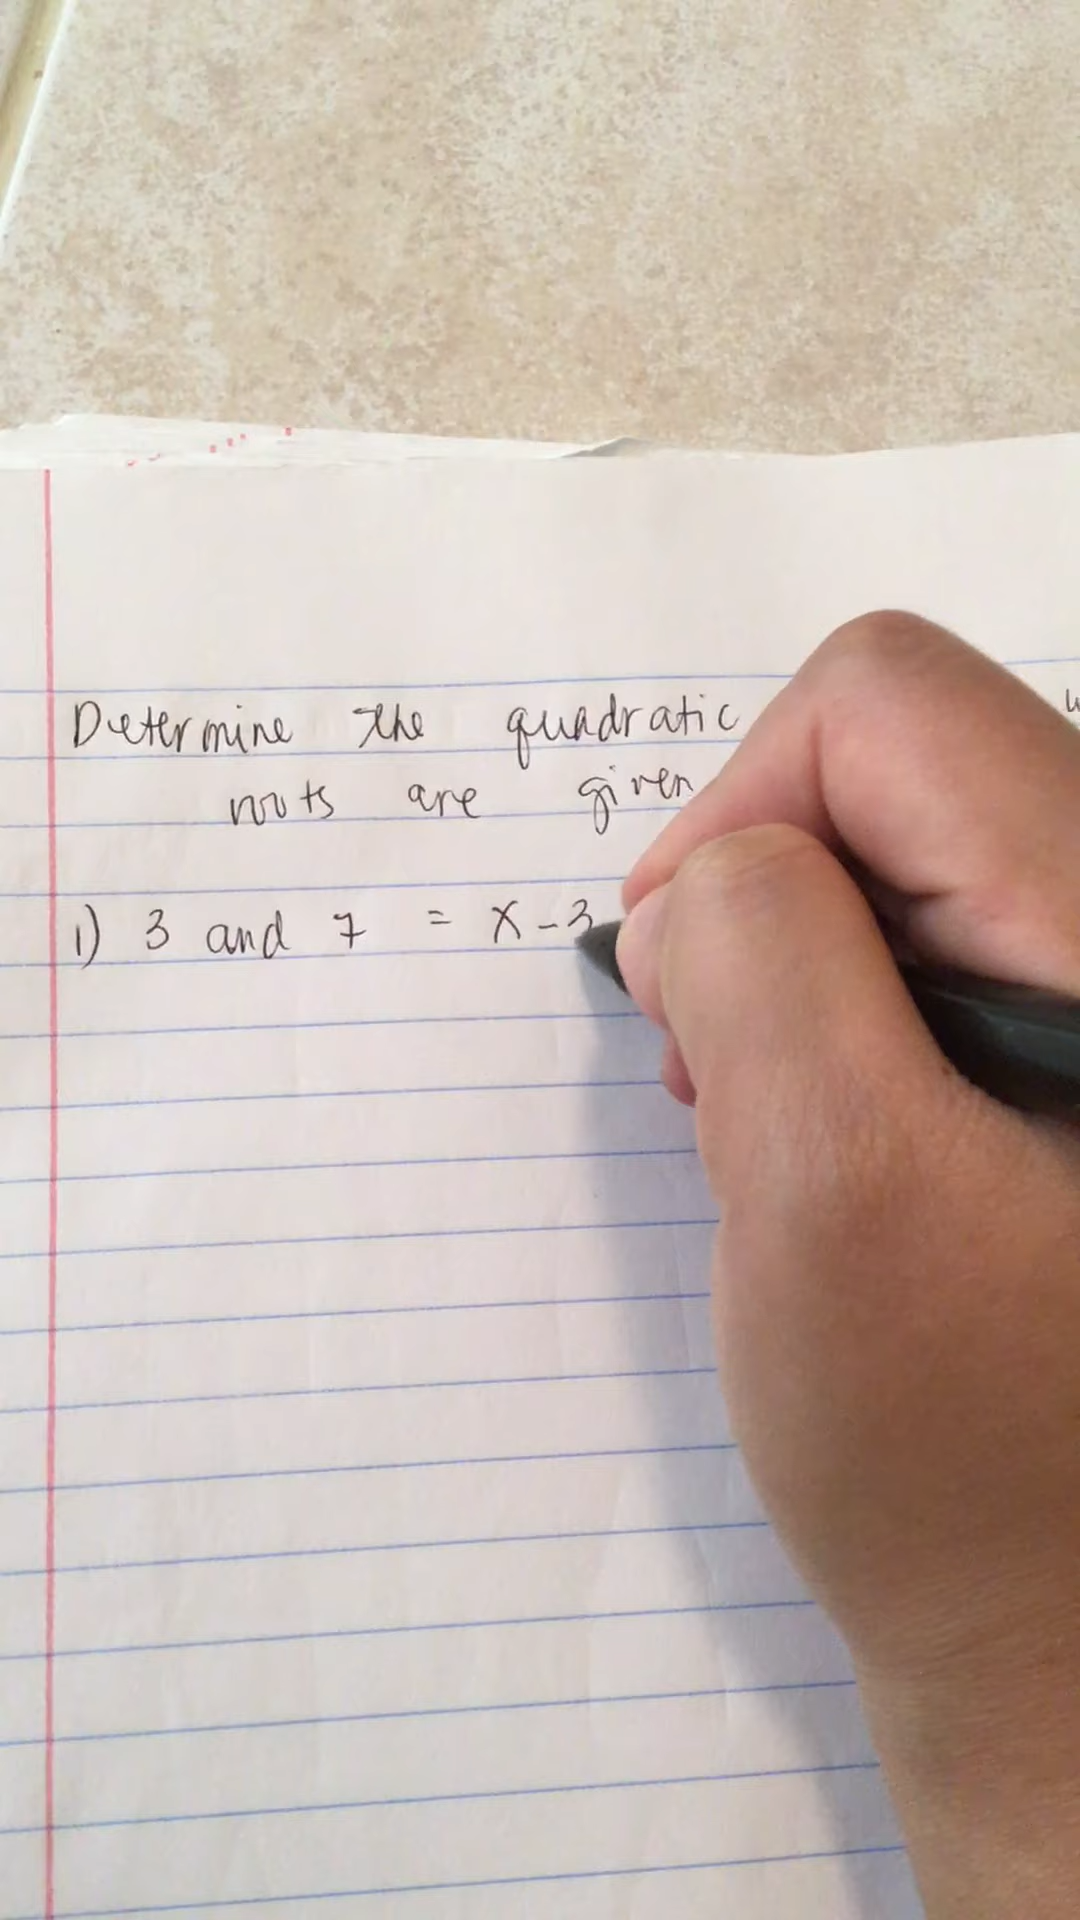 Determine the quadratic
roots are given
1) 3 and 7 = x - 3